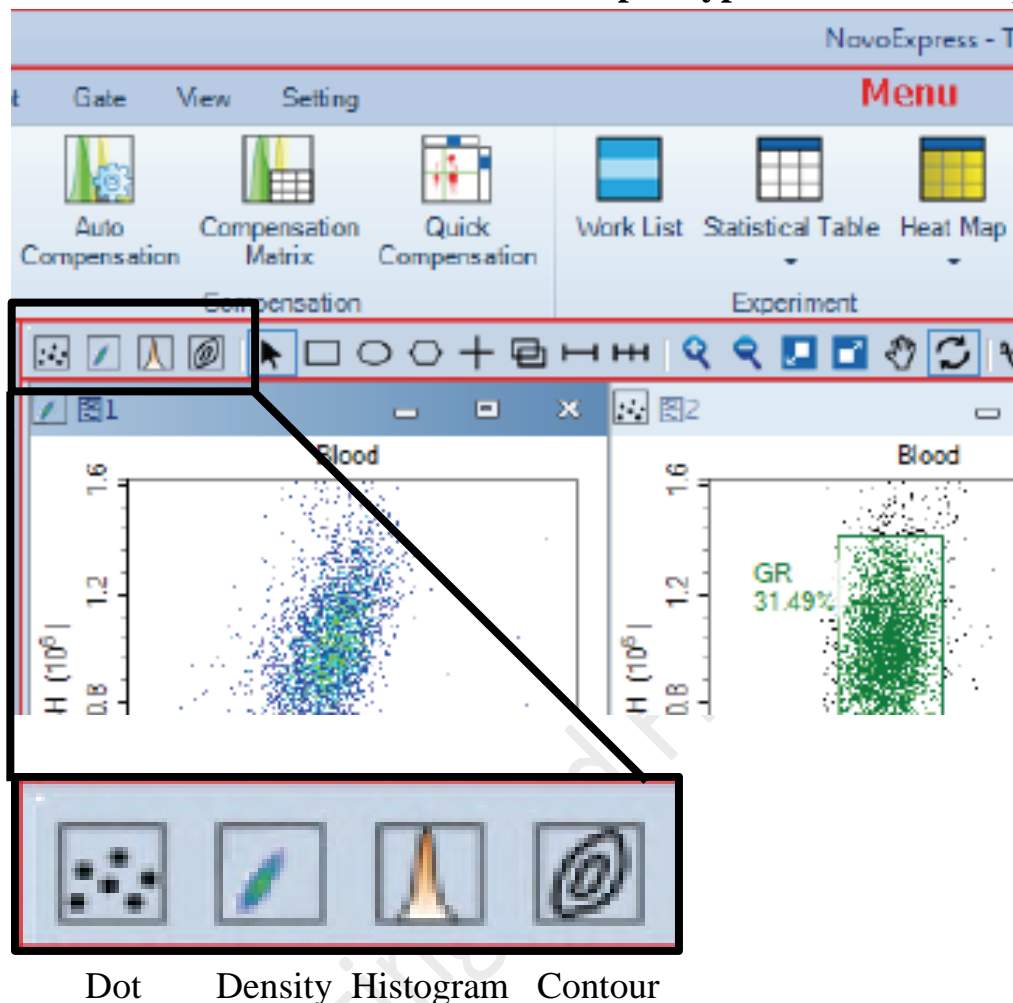 NovoExpress - T
Gate View Setting Menu
Auto Compensation
Compensation Matrix
Quick Compensation
Work List
Statistical Table
Heat Map
Compensation
Experiment
图1
图2
Blood
Blood
1.6
1.2
0.8
H (10⁶)
1.6
1.2
0.8
H (10⁶)
GR
31.49%
Dot Density Histogram Contour